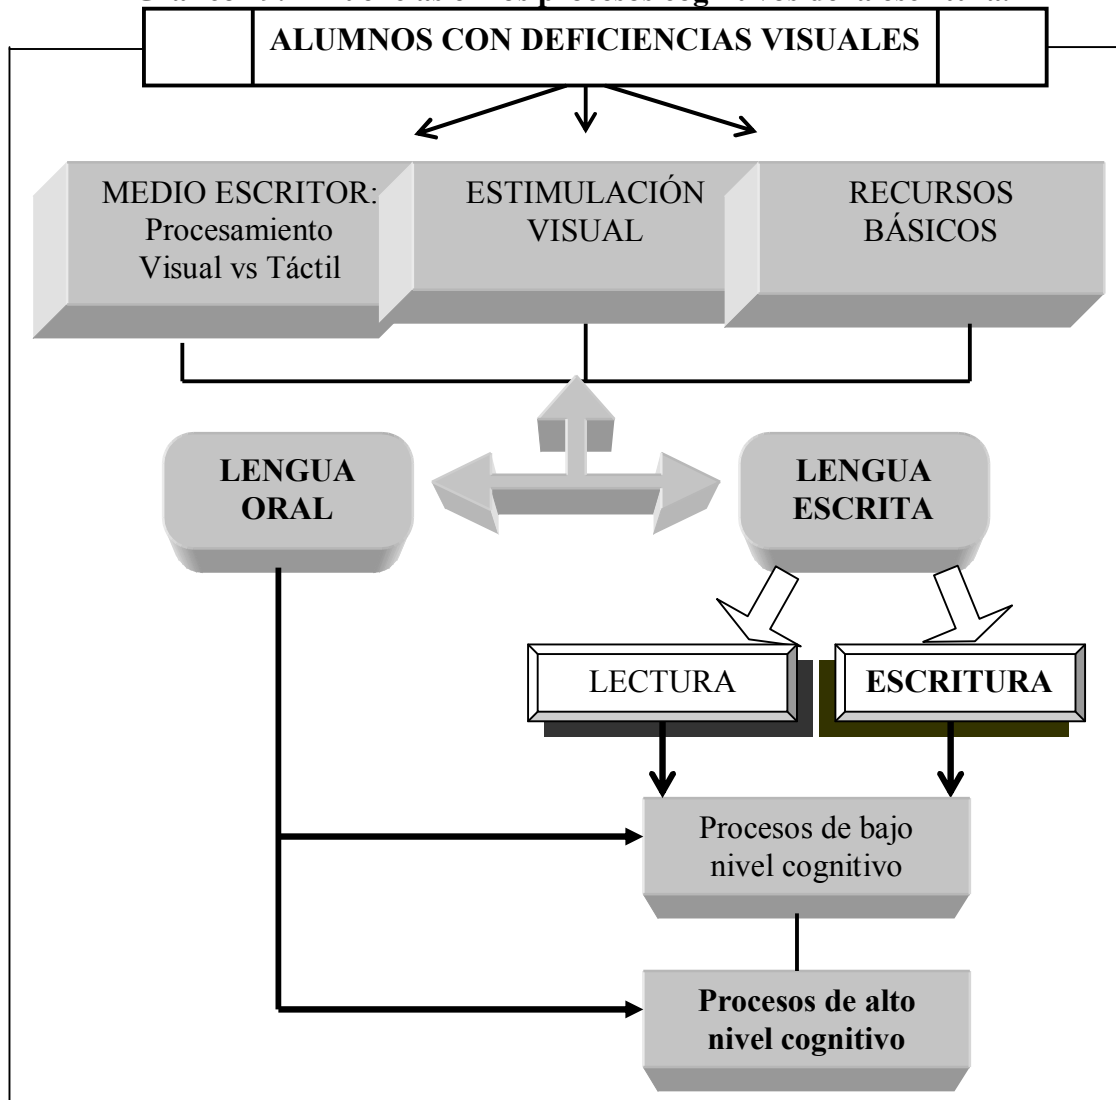 ALUMNOS CON DEFICIENCIAS VISUALES
MEDIO ESCRITOR:
Procesamiento
Visual vs Táctil
ESTIMULACIÓN
VISUAL
RECURSOS
BÁSICOS
LENGUA
ORAL
LENGUA
ESCRITA
LECTURA
ESCRITURA
Procesos de bajo
nivel cognitivo
Procesos de alto
nivel cognitivo